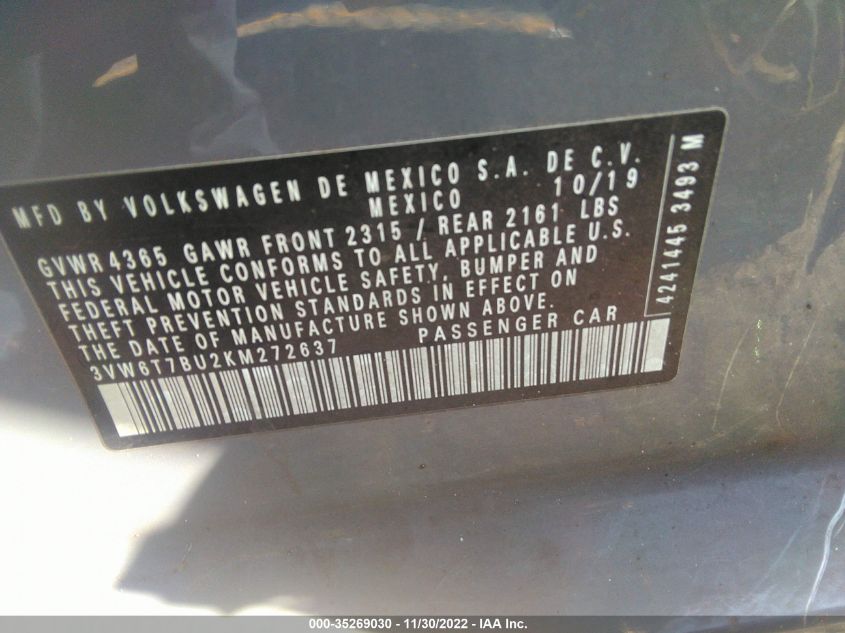 MFD BY VOLKSWAGEN DE MEXICO S.A. DE C.V.
MEXICO 10/19
GVWR 4365 GAWR FRONT 2315 / REAR 2161 LBS
THIS VEHICLE CONFORMS TO ALL APPLICABLE U.S.
FEDERAL MOTOR VEHICLE SAFETY, BUMPER AND
THEFT PREVENTION STANDARDS IN EFFECT ON
THE DATE OF MANUFACTURE SHOWN ABOVE.
3VW6T7BU2KM272637 PASSENGER CAR
4241445 3493 M
000-35269030 - 11/30/2022 - IAA Inc.